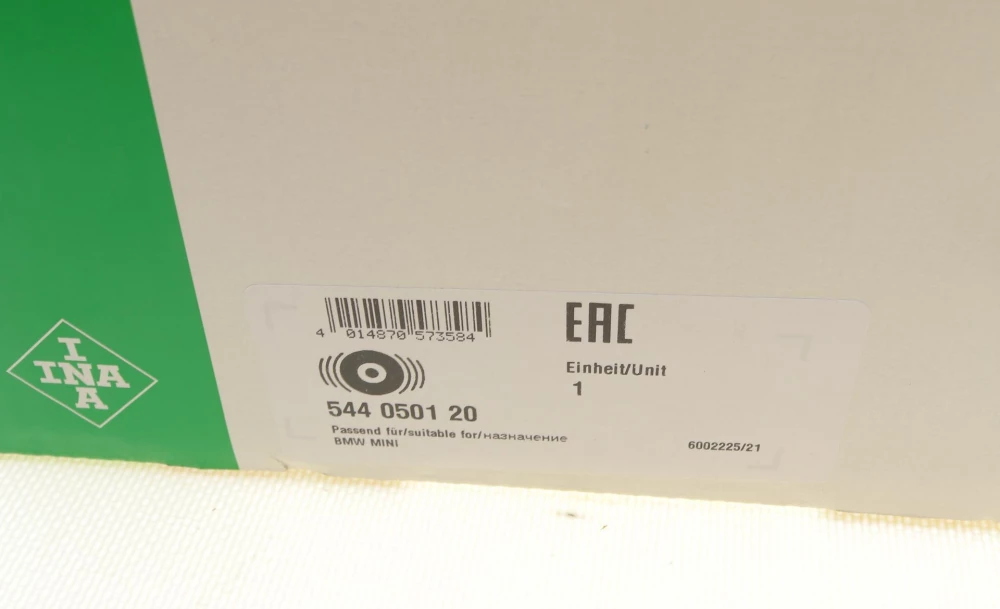 I
INA
A
4 014870 573584
EAC
Einheit/Unit
1
544 0501 20
Passend für/suitable for/назначение
BMW MINI
6002225/21